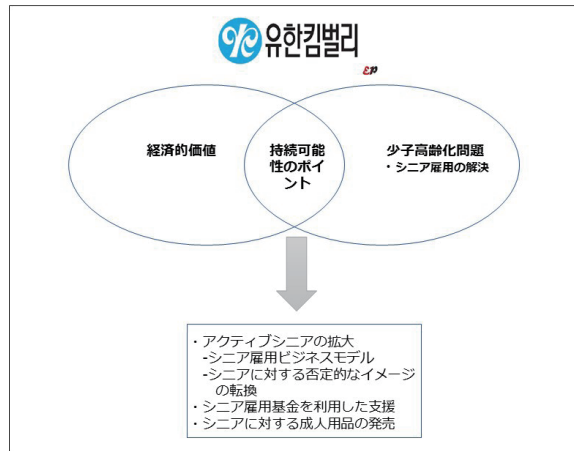 유한킴벌리
経済的価値
持続可能
性のポイ
ント
少子高齢化問題
・シニア雇用の解決
・アクティブシニアの拡大
-シニア雇用ビジネスモデル
-シニアに対する否定的なイメージ
の転換
・シニア雇用基金を利用した支援
・シニアに対する成人用品の発売